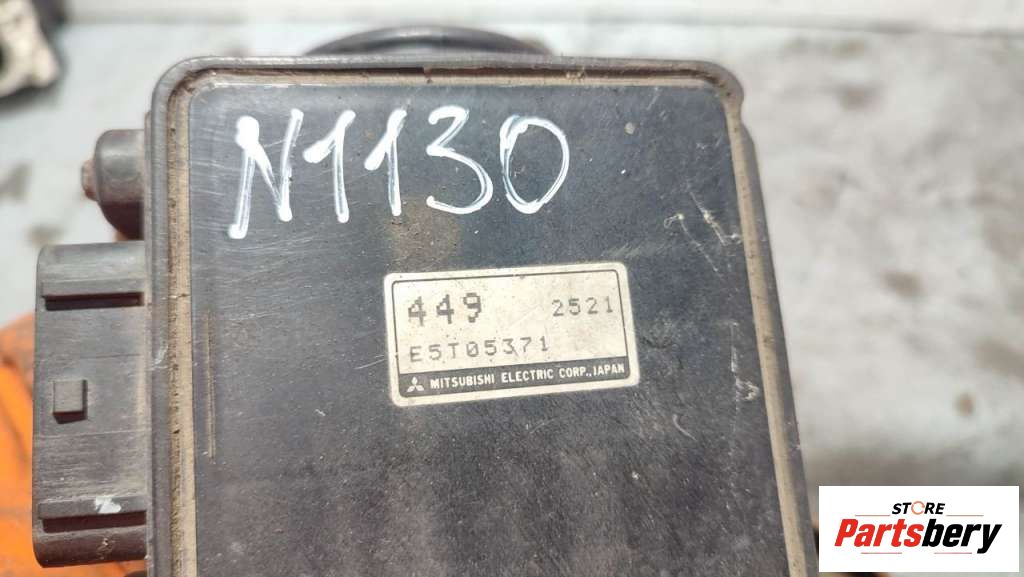 N1130
449 2521
E5T05371
MITSUBISHI ELECTRIC CORP., JAPAN
STORE
Partsbery